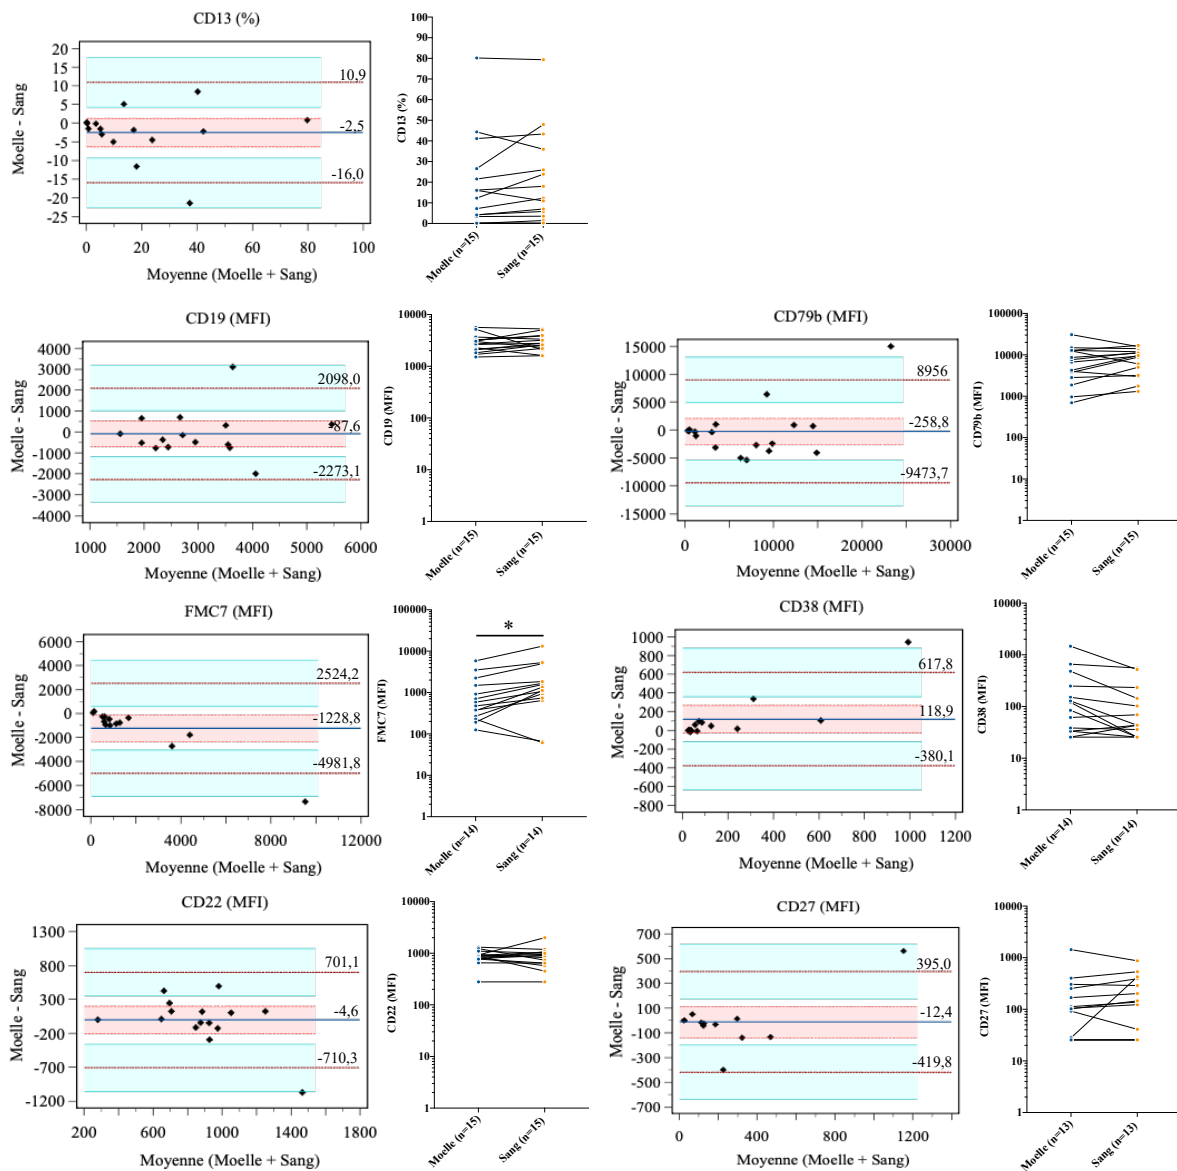 CD13 (%)
20
15
10
5
0
-5
-10
-15
-20
-25
10,9
-2,5
-16,0
Moelle - Sang
0 20 40 60 80 100
Moyenne (Moelle + Sang)
100
90
80
70
60
50
40
30
20
10
0
CD13 (%)
Moelle (n=15)
Sang (n=15)
CD19 (MFI)
4000
3000
2000
1000
0
-1000
-2000
-3000
-4000
2098,0
-87,6
-2273,1
Moelle - Sang
1000 2000 3000 4000 5000 6000
Moyenne (Moelle + Sang)
10000
1000
100
10
1
CD19 (MFI)
Moelle (n=15)
Sang (n=15)
CD79b (MFI)
15000
10000
5000
0
-5000
-10000
-15000
8956
-258,8
-9473,7
Moelle - Sang
0 10000 20000 30000
Moyenne (Moelle + Sang)
100000
10000
1000
100
10
1
CD79b (MFI)
Moelle (n=15)
Sang (n=15)
FMC7 (MFI)
6000
4000
2000
0
-2000
-4000
-6000
-8000
2524,2
-1228,8
-4981,8
Moelle - Sang
0 4000 8000 12000
Moyenne (Moelle + Sang)
100000
10000
1000
100
10
1
*
FMC7 (MFI)
Moelle (n=14)
Sang (n=14)
CD38 (MFI)
1000
800
600
400
200
0
-200
-400
-600
-800
617,8
118,9
-380,1
Moelle - Sang
0 200 400 600 800 1000 1200
Moyenne (Moelle + Sang)
10000
1000
100
10
1
CD38 (MFI)
Moelle (n=14)
Sang (n=14)
CD22 (MFI)
1300
800
300
-200
-700
-1200
701,1
-4,6
-710,3
Moelle - Sang
200 600 1000 1400 1800
Moyenne (Moelle + Sang)
10000
1000
100
10
1
CD22 (MFI)
Moelle (n=15)
Sang (n=15)
CD27 (MFI)
700
500
300
100
-100
-300
-500
-700
395,0
-12,4
-419,8
Moelle - Sang
0 400 800 1200
Moyenne (Moelle + Sang)
10000
1000
100
10
1
CD27 (MFI)
Moelle (n=13)
Sang (n=13)